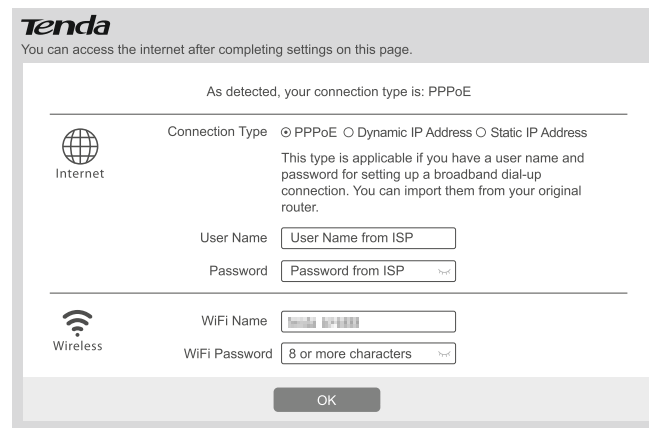 Tenda
You can access the internet after completing settings on this page.
As detected, your connection type is: PPPoE
Internet
Connection Type PPPoE Dynamic IP Address Static IP Address
This type is applicable if you have a user name and
password for setting up a broadband dial-up
connection. You can import them from your original
router.
User Name User Name from ISP
Password Password from ISP
Wireless
WiFi Name
WiFi Password 8 or more characters
OK